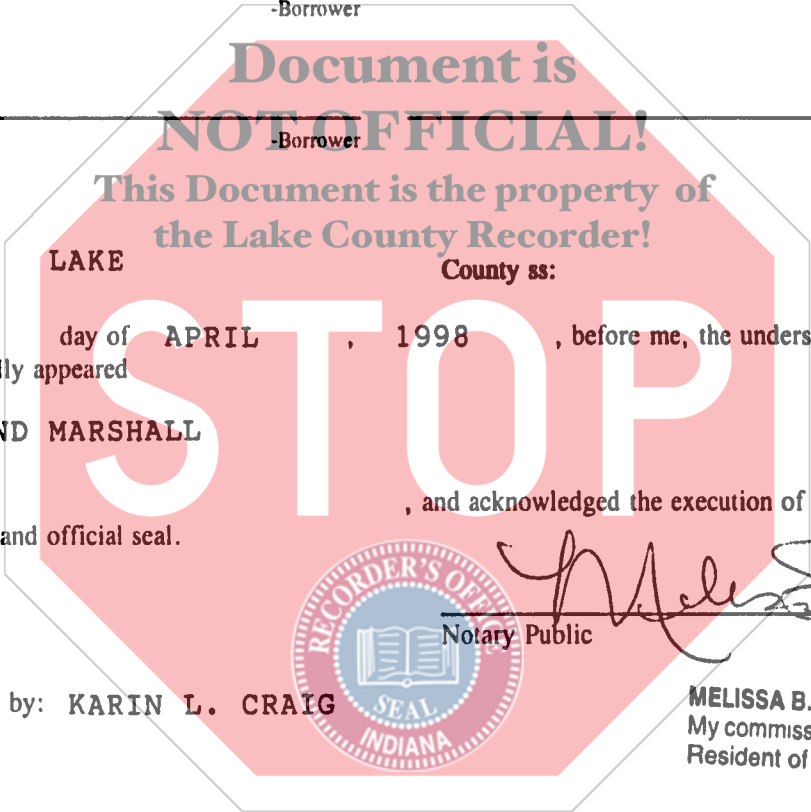 -Borrower
Document is
NOT OFFICIAL!
-Borrower
This Document is the property of
the Lake County Recorder!
LAKE County ss:
day of APRIL , 1998 , before me, the unders
lly appeared
ND MARSHALL
STOP
, and acknowledged the execution of
and official seal.
RECORDER'S OFFICE
Notary Public
by: KARIN L. CRAIG
SEAL
INDIANA
MELISSA B.
My commiss
Resident of